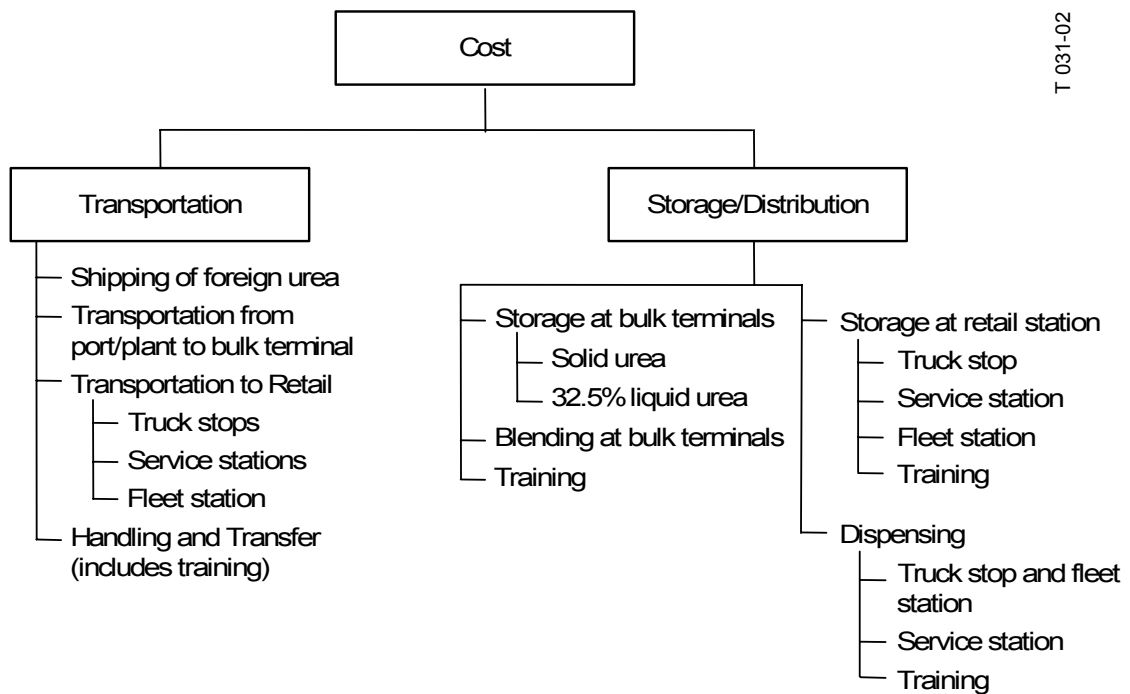 T 031-02
Cost
Transportation
Shipping of foreign urea
Transportation from
port/plant to bulk terminal
Transportation to Retail
Truck stops
Service stations
Fleet station
Handling and Transfer
(includes training)
Storage/Distribution
Storage at bulk terminals
Solid urea
32.5% liquid urea
Blending at bulk terminals
Training
Storage at retail station
Truck stop
Service station
Fleet station
Training
Dispensing
Truck stop and fleet
station
Service station
Training